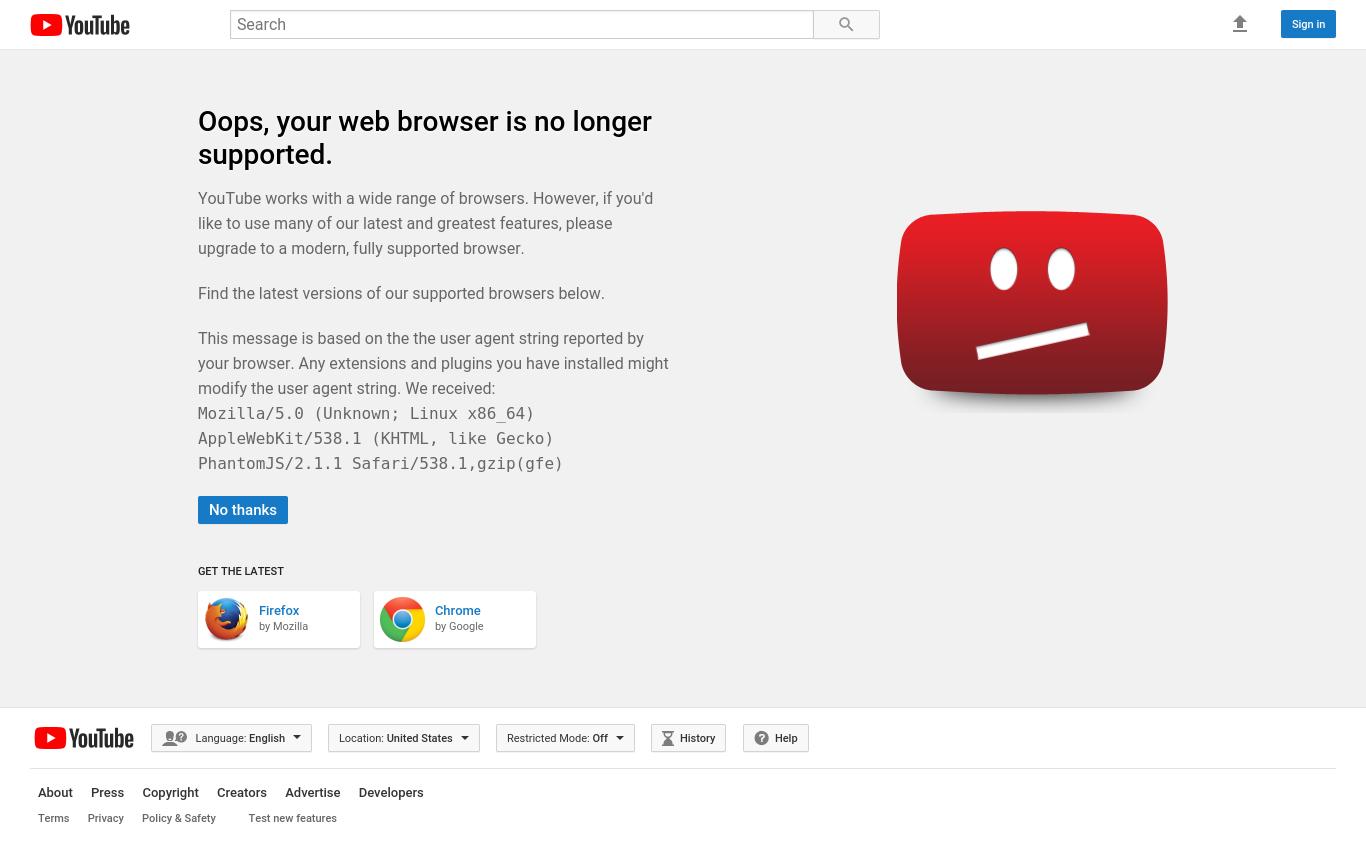 YouTube
Search
Sign in
Oops, your web browser is no longer
supported.
YouTube works with a wide range of browsers. However, if you'd
like to use many of our latest and greatest features, please
upgrade to a modern, fully supported browser.
Find the latest versions of our supported browsers below.
This message is based on the the user agent string reported by
your browser. Any extensions and plugins you have installed might
modify the user agent string. We received:
Mozilla/5.0 (Unknown; Linux x86_64)
AppleWebKit/538.1 (KHTML, like Gecko)
PhantomJS/2.1.1 Safari/538.1,gzip(gfe)
No thanks
GET THE LATEST
Firefox
by Mozilla
Chrome
by Google
YouTube
Language: English
Location: United States
Restricted Mode: Off
History
Help
About Press Copyright Creators Advertise Developers
Terms Privacy Policy & Safety Test new features